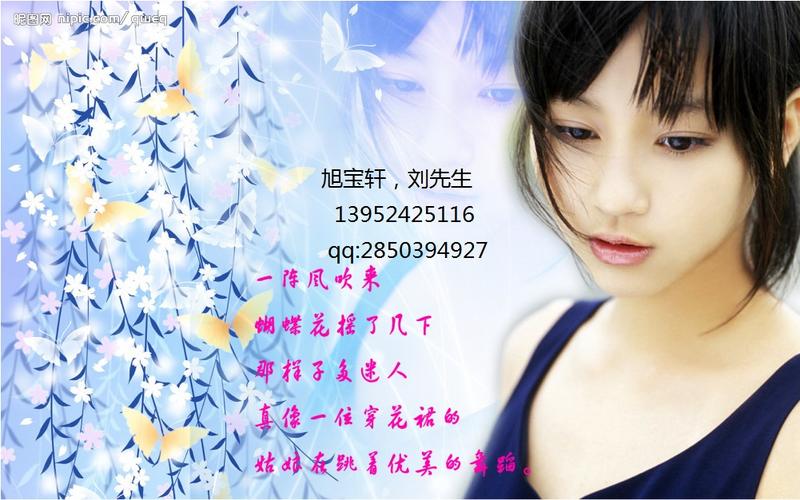 昵图网 nipic.com/qwcq
旭宝轩，刘先生
13952425116
qq:2850394927
一阵风吹来
蝴蝶花摇了几下
那样子多迷人
真像一位穿花裙的
姑娘在跳着优美的舞蹈。